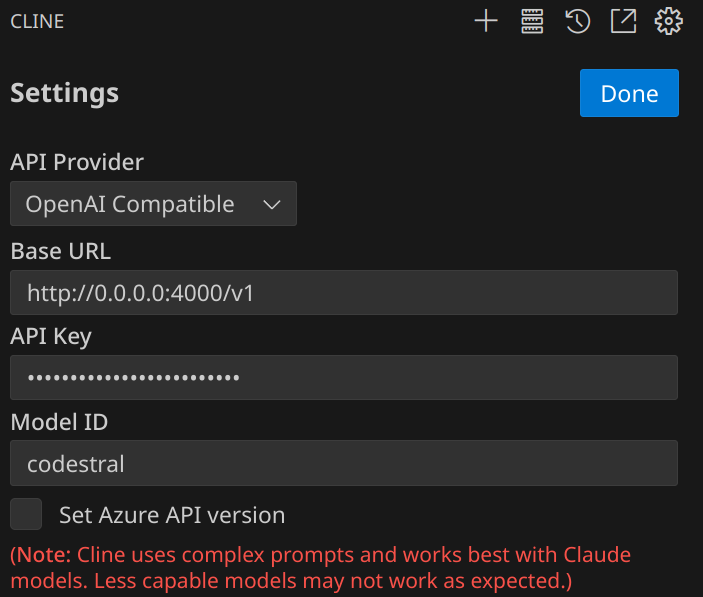 CLINE
Settings
Done
API Provider
OpenAI Compatible
Base URL
http://0.0.0.0:4000/v1
API Key
•••••••••••••••••••••••••
Model ID
codestral
Set Azure API version
(Note: Cline uses complex prompts and works best with Claude
models. Less capable models may not work as expected.)